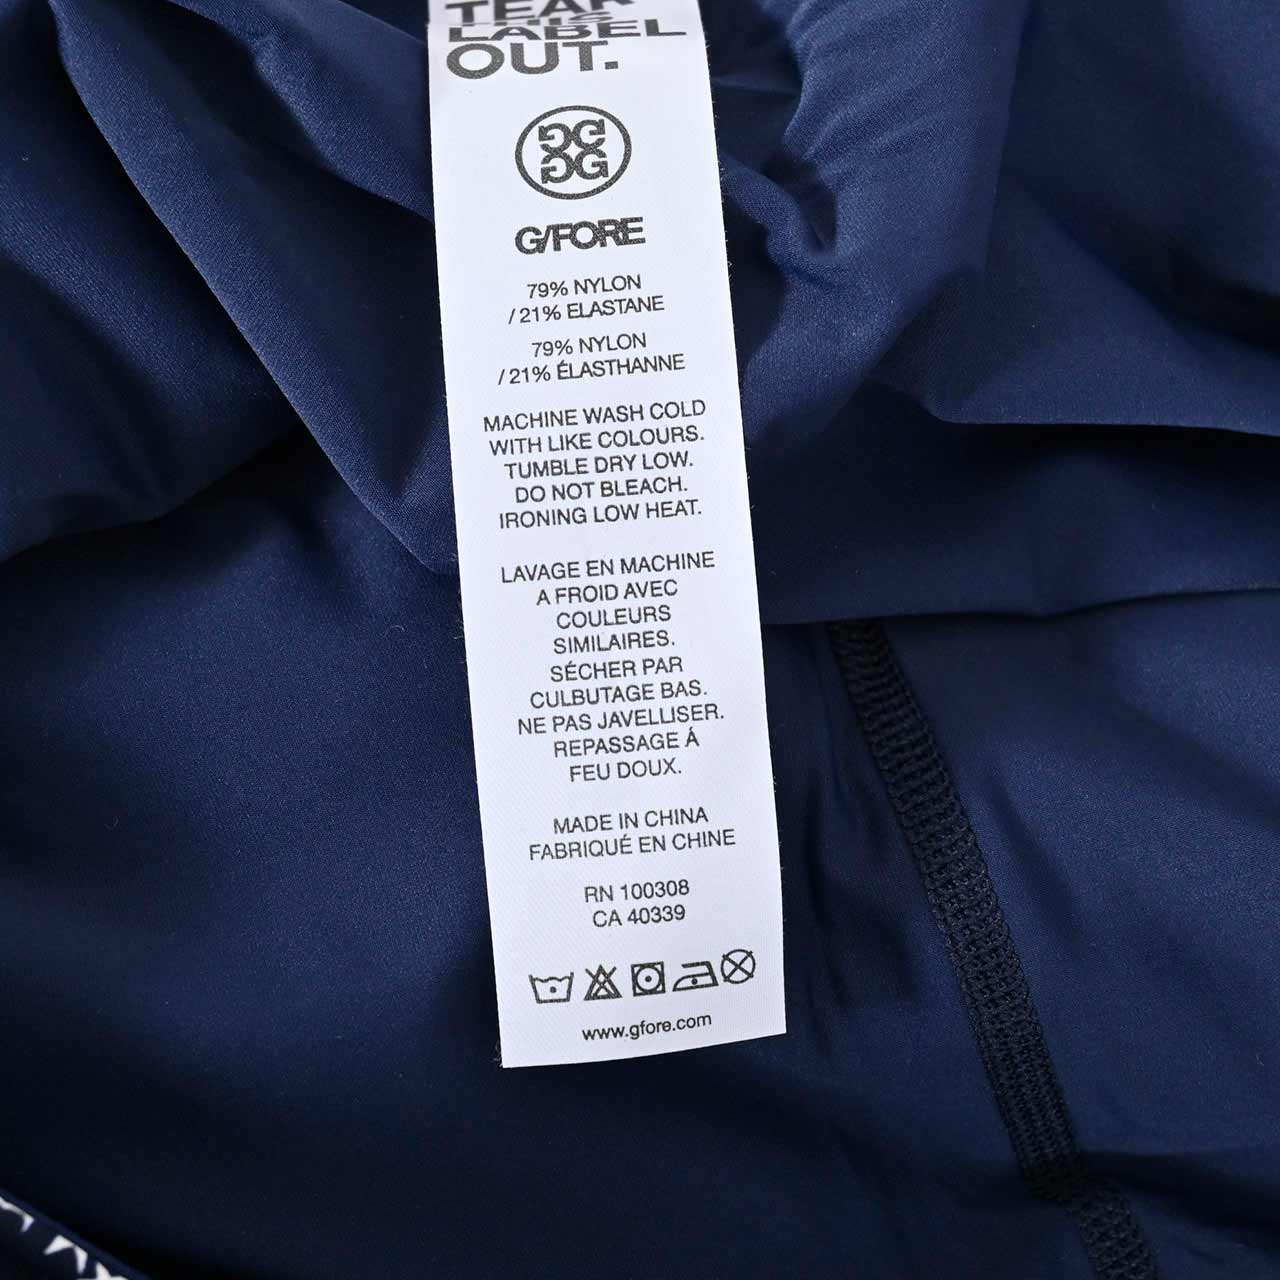 TEAR
THIS
LABEL
OUT.
G/FORE
79% NYLON
/ 21% ELASTANE
79% NYLON
/ 21% ÉLASTHANNE
MACHINE WASH COLD
WITH LIKE COLOURS.
TUMBLE DRY LOW.
DO NOT BLEACH.
IRONING LOW HEAT.
LAVAGE EN MACHINE
A FROID AVEC
COULEURS
SIMILAIRES.
SÉCHER PAR
CULBUTAGE BAS.
NE PAS JAVELLISER.
REPASSAGE Á
FEU DOUX.
MADE IN CHINA
FABRIQUÉ EN CHINE
RN 100308
CA 40339
www.gfore.com